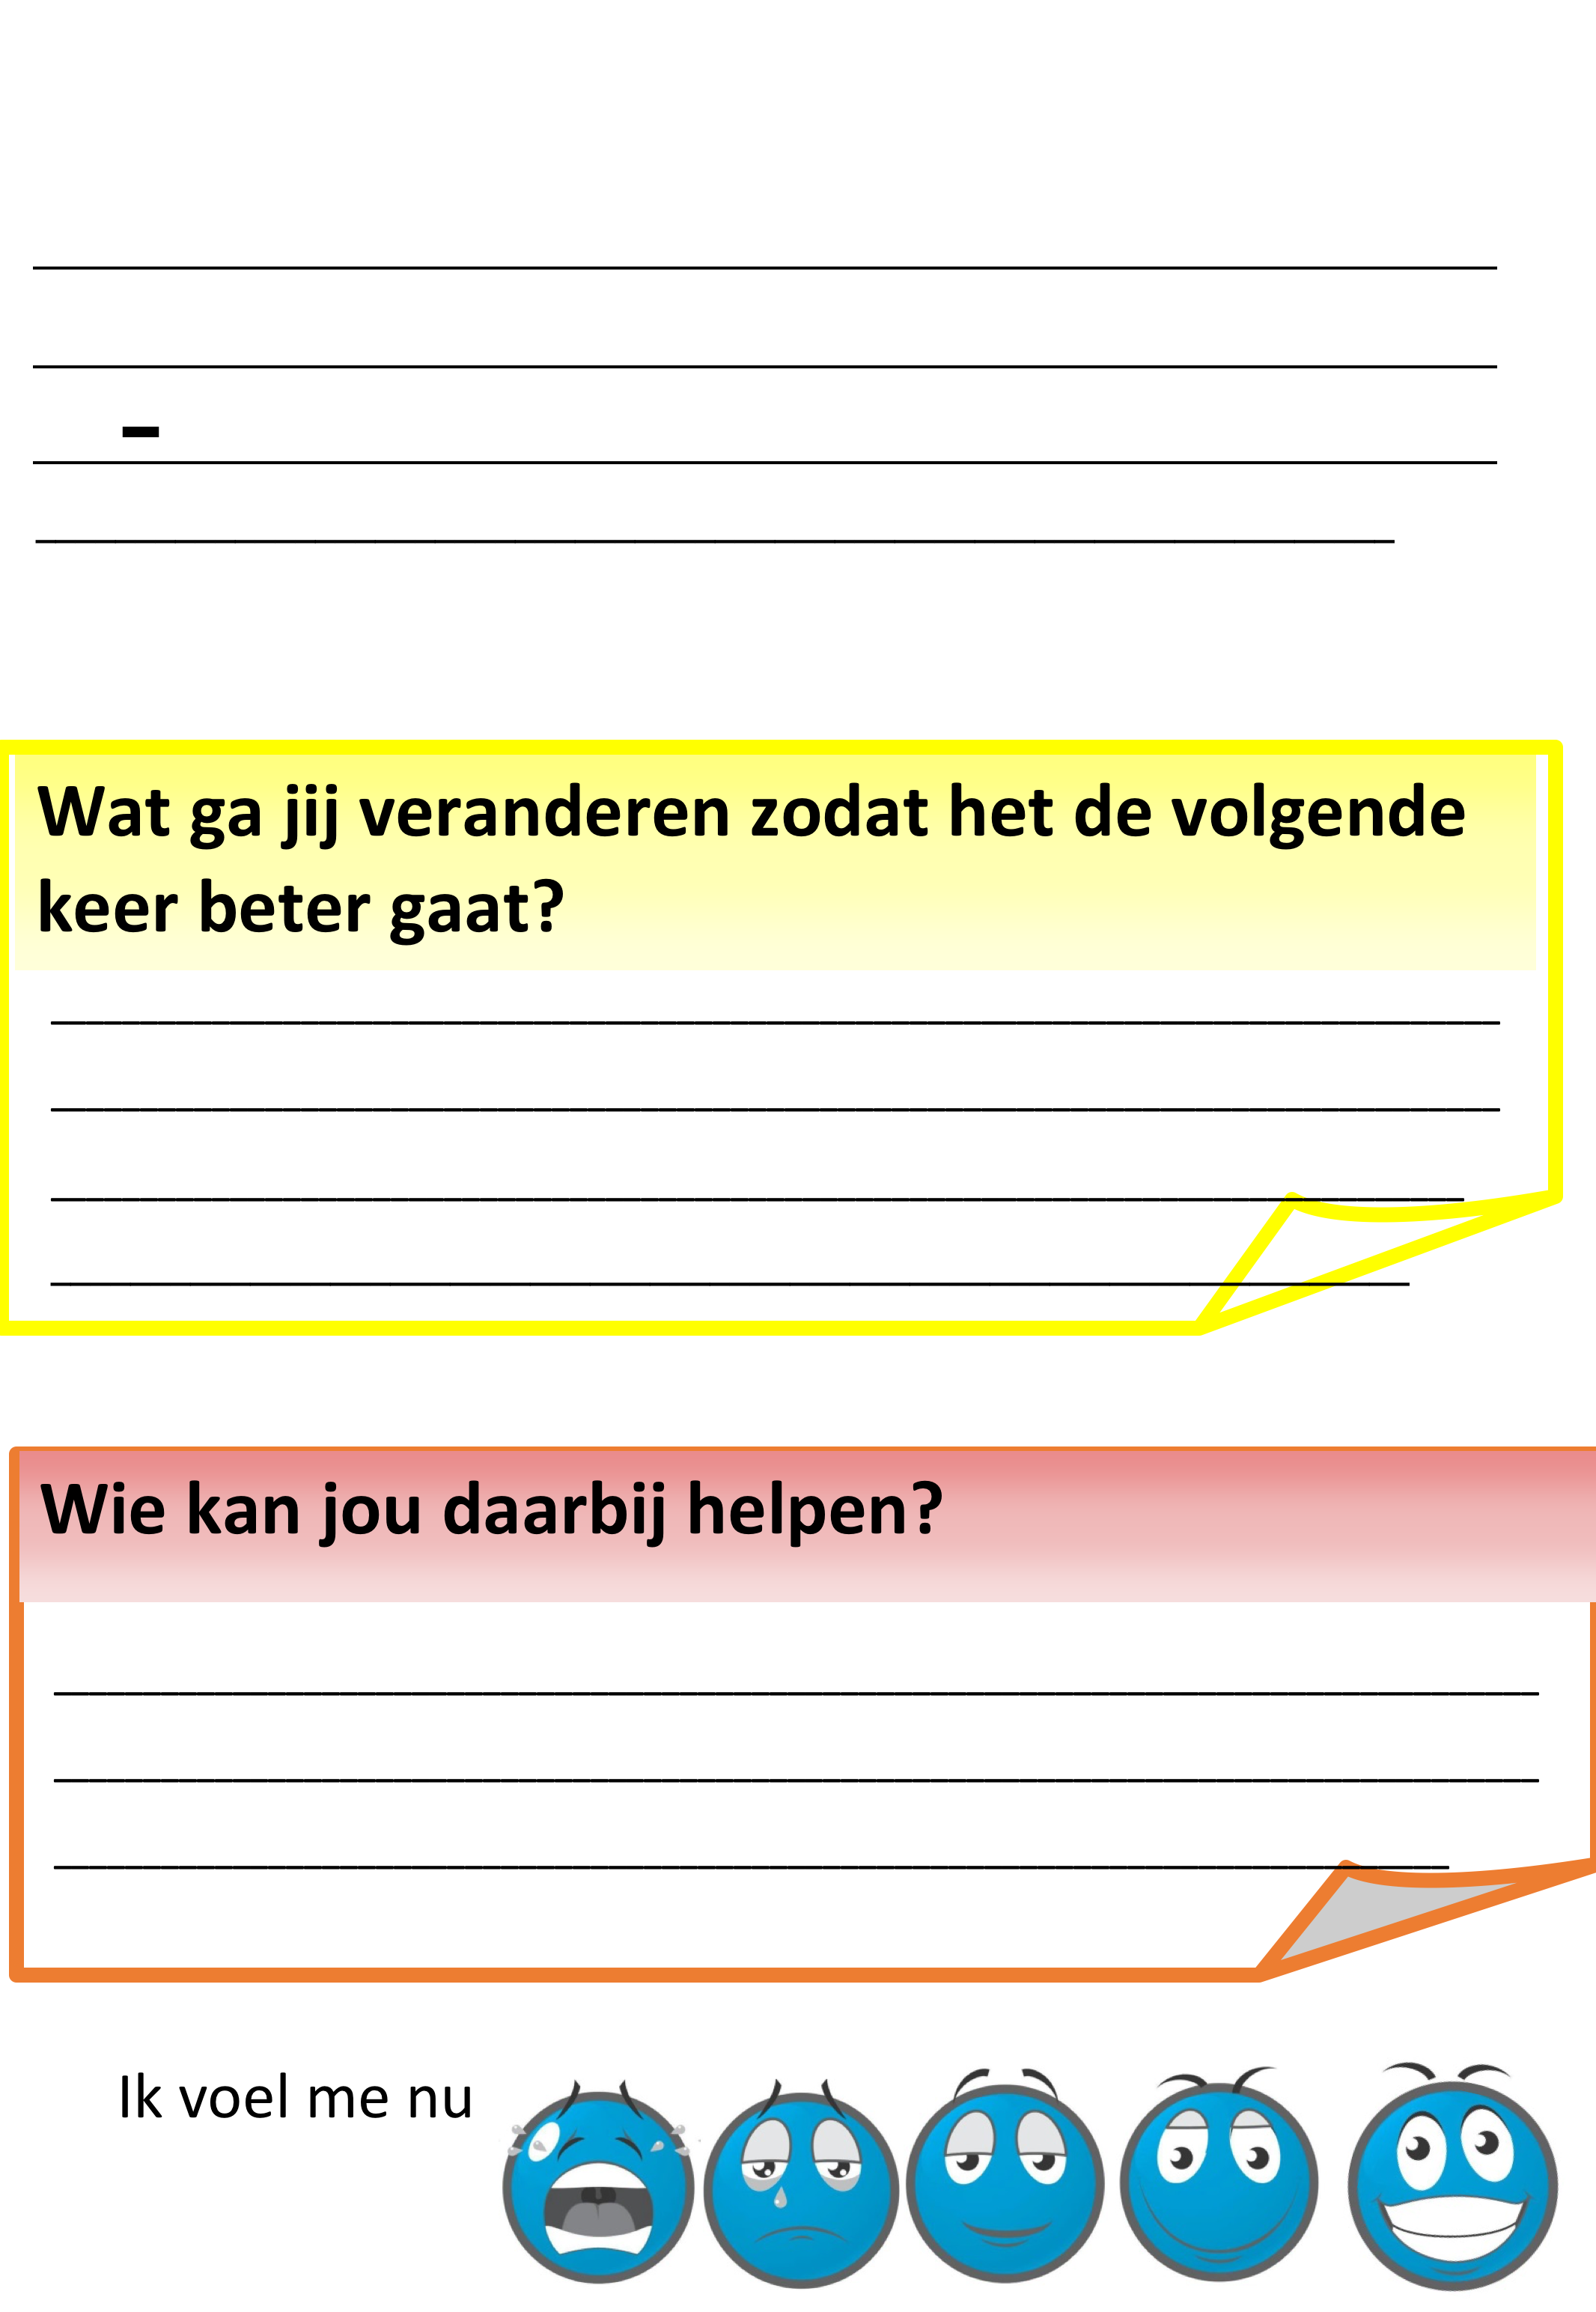 -
Wat ga jij veranderen zodat het de volgende
keer beter gaat?
Wie kan jou daarbij helpen?
Ik voel me nu